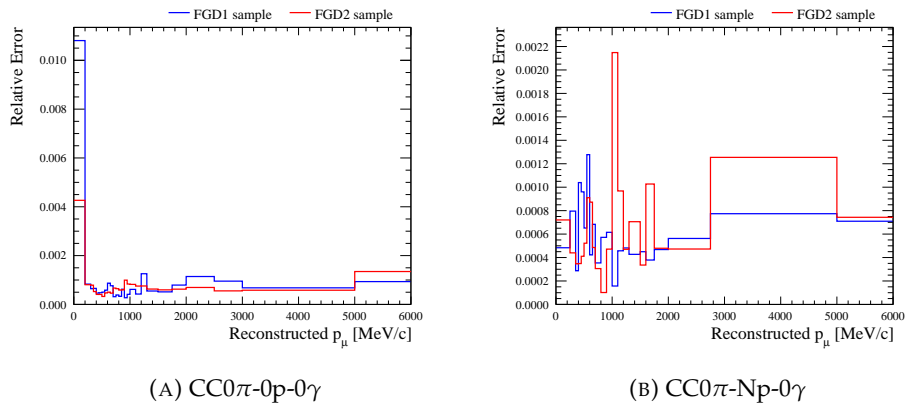 FGD1 sample FGD2 sample
Relative Error
0.010
0.008
0.006
0.004
0.002
0.000
0 1000 2000 3000 4000 5000 6000
Reconstructed pμ [MeV/c]
(A) CC0π-0p-0γ
FGD1 sample FGD2 sample
Relative Error
0.0022
0.0020
0.0018
0.0016
0.0014
0.0012
0.0010
0.0008
0.0006
0.0004
0.0002
0.0000
0 1000 2000 3000 4000 5000 6000
Reconstructed pμ [MeV/c]
(B) CC0π-Np-0γ